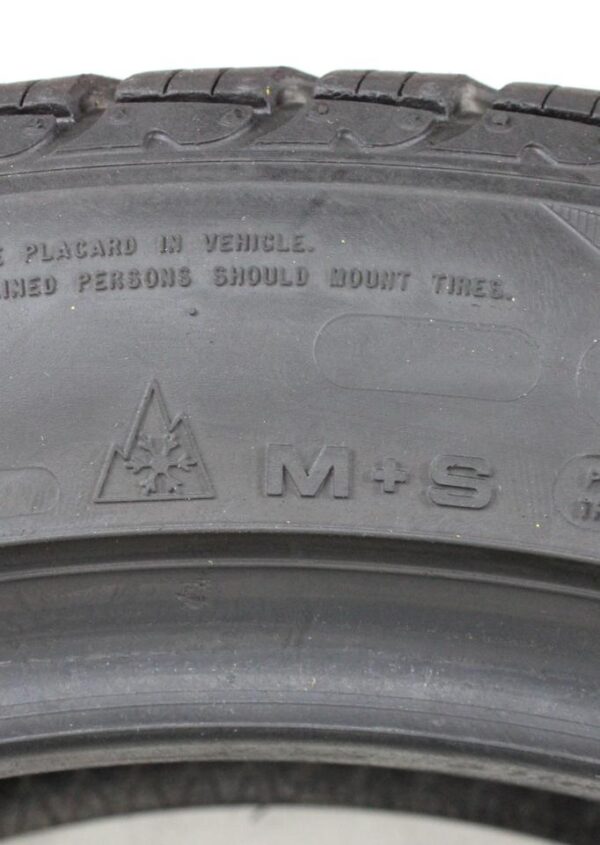 PLACARD IN VEHICLE.
PERSONS SHOULD MOUNT TIRES.
M+S